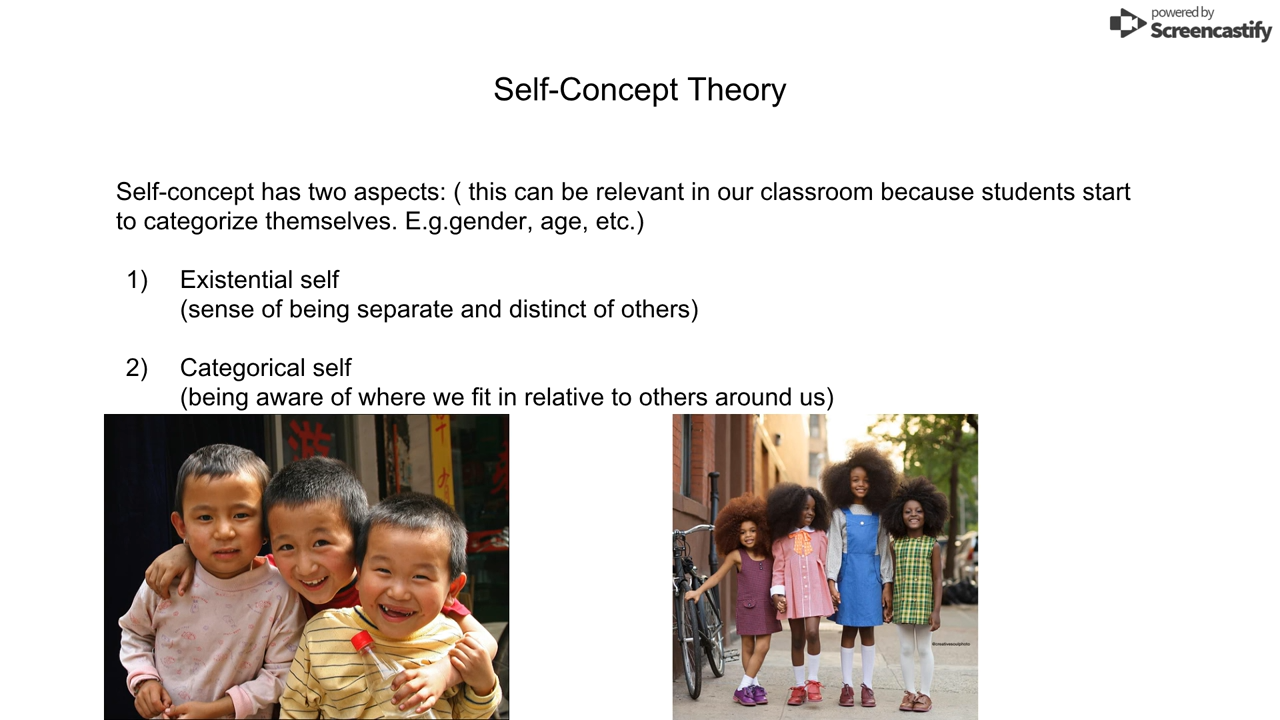 powered by
Screencastify
Self-Concept Theory
Self-concept has two aspects: ( this can be relevant in our classroom because students start
to categorize themselves. E.g.gender, age, etc.)
1) Existential self
(sense of being separate and distinct of others)
2) Categorical self
(being aware of where we fit in relative to others around us)
游